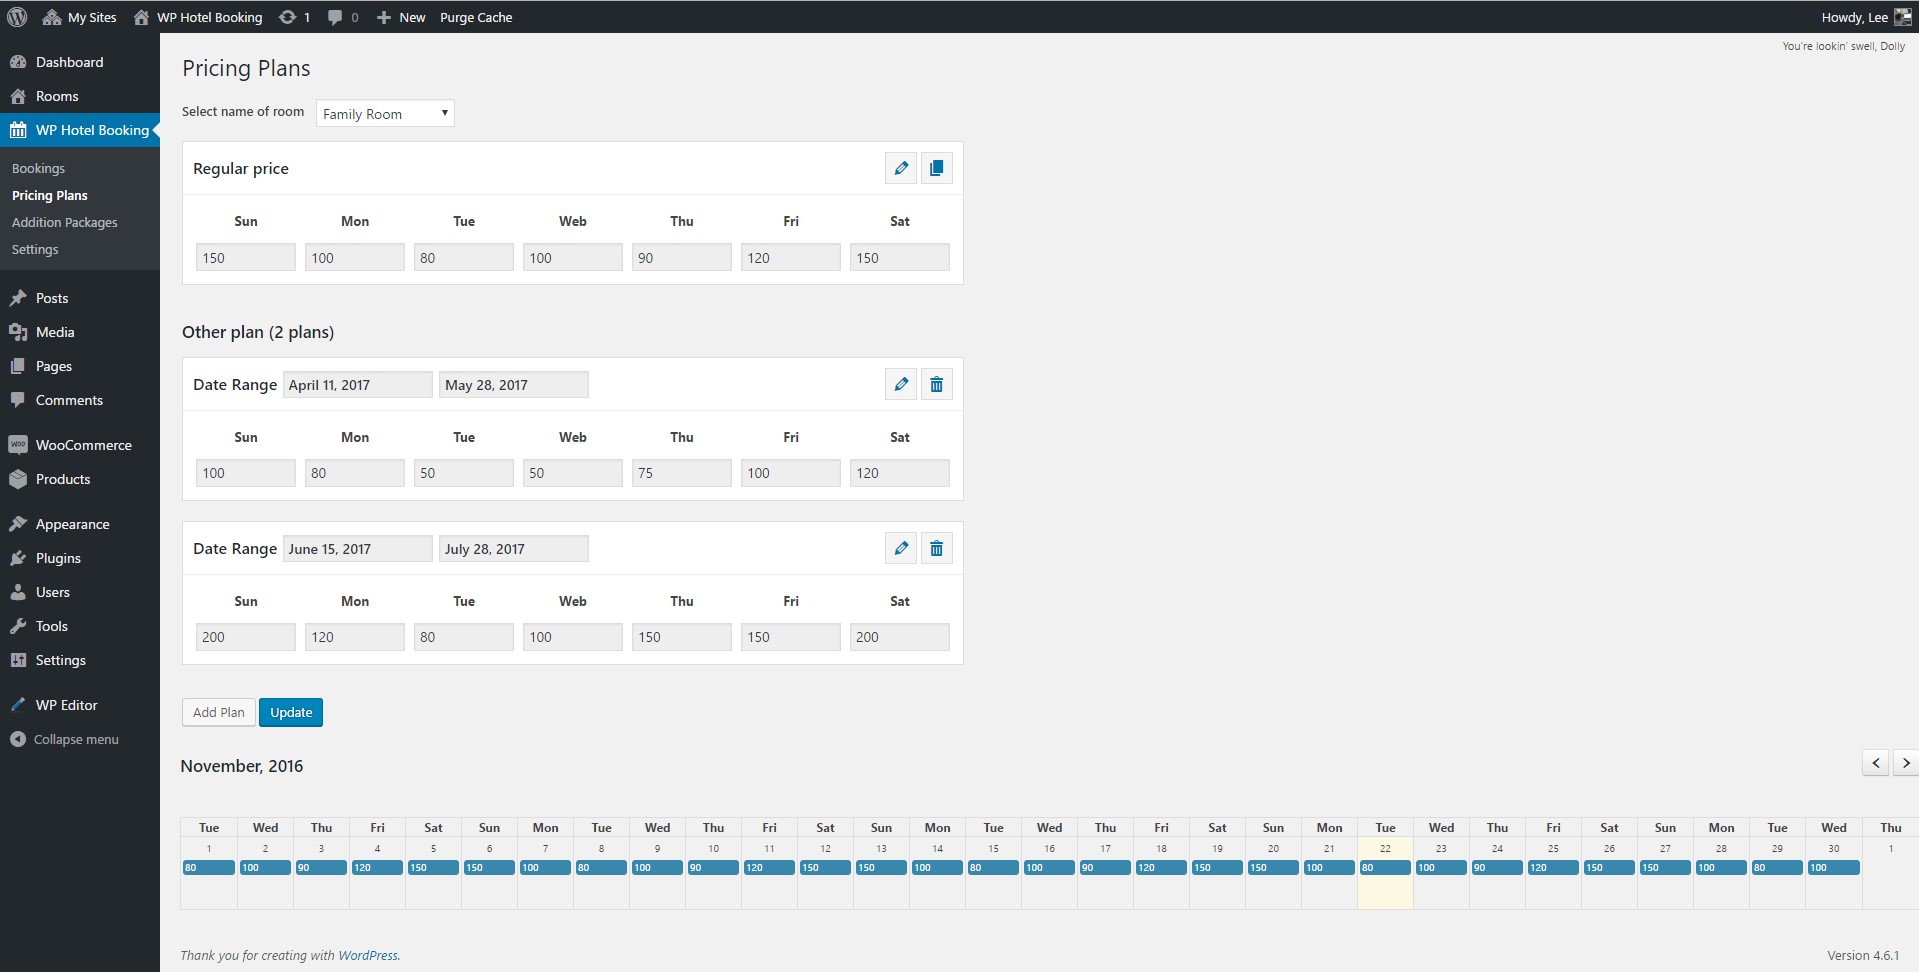 My Sites WP Hotel Booking 1 0 New Purge Cache Howdy, Lee
You're lookin' swell, Dolly
Dashboard
Rooms
WP Hotel Booking
Bookings
Pricing Plans
Addition Packages
Settings
Posts
Media
Pages
Comments
WooCommerce
Products
Appearance
Plugins
Users
Tools
Settings
WP Editor
Collapse menu
Pricing Plans
Select name of room Family Room
Regular price
Sun Mon Tue Web Thu Fri Sat
150 100 80 100 90 120 150
Other plan (2 plans)
Date Range April 11, 2017 May 28, 2017
Sun Mon Tue Web Thu Fri Sat
100 80 50 50 75 100 120
Date Range June 15, 2017 July 28, 2017
Sun Mon Tue Web Thu Fri Sat
200 120 80 100 150 150 200
Add Plan Update
November, 2016
Tue Wed Thu Fri Sat Sun Mon Tue Wed Thu Fri Sat Sun Mon Tue Wed Thu Fri Sat Sun Mon Tue Wed Thu Fri Sat Sun Mon Tue Wed Thu
1 2 3 4 5 6 7 8 9 10 11 12 13 14 15 16 17 18 19 20 21 22 23 24 25 26 27 28 29 30 1
80 100 90 120 150 150 100 80 100 90 120 150 150 100 80 100 90 120 150 150 100 80 100 90 120 150 150 100 80 100
Thank you for creating with WordPress. Version 4.6.1